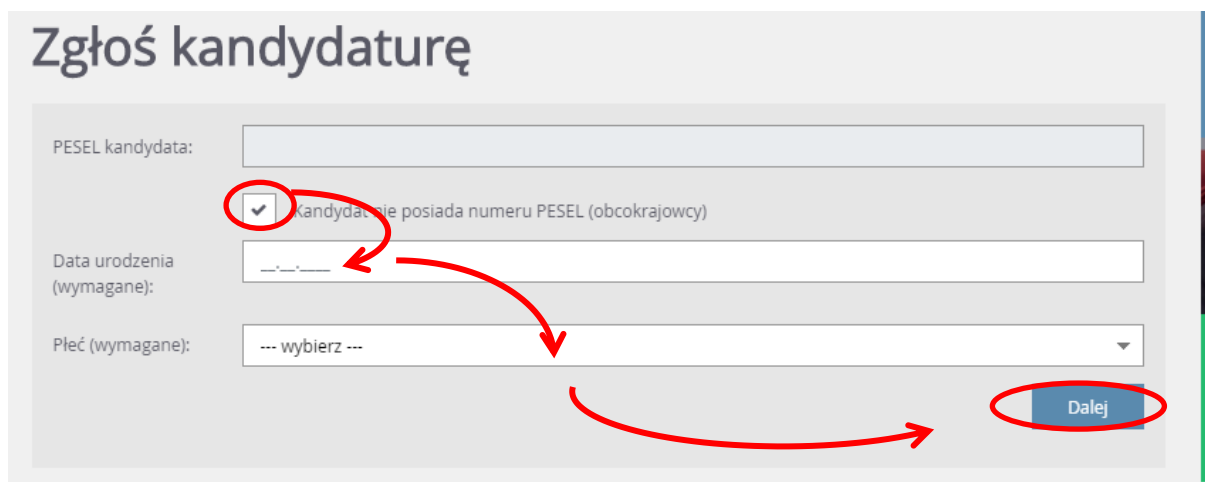 Zgłoś kandydaturę
PESEL kandydata:
Kandydat nie posiada numeru PESEL (obcokrajowcy)
Data urodzenia
(wymagane):
__.__.____
Płeć (wymagane):
--- wybierz ---
Dalej